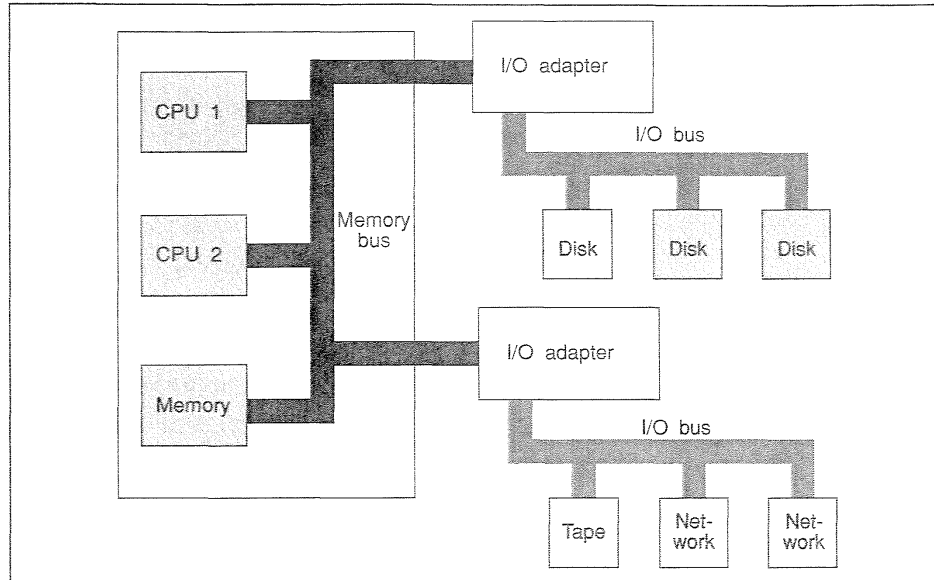 CPU 1
CPU 2
Memory
Memory
bus
I/O adapter
I/O bus
Disk
Disk
Disk
I/O adapter
I/O bus
Tape
Net-
work
Net-
work